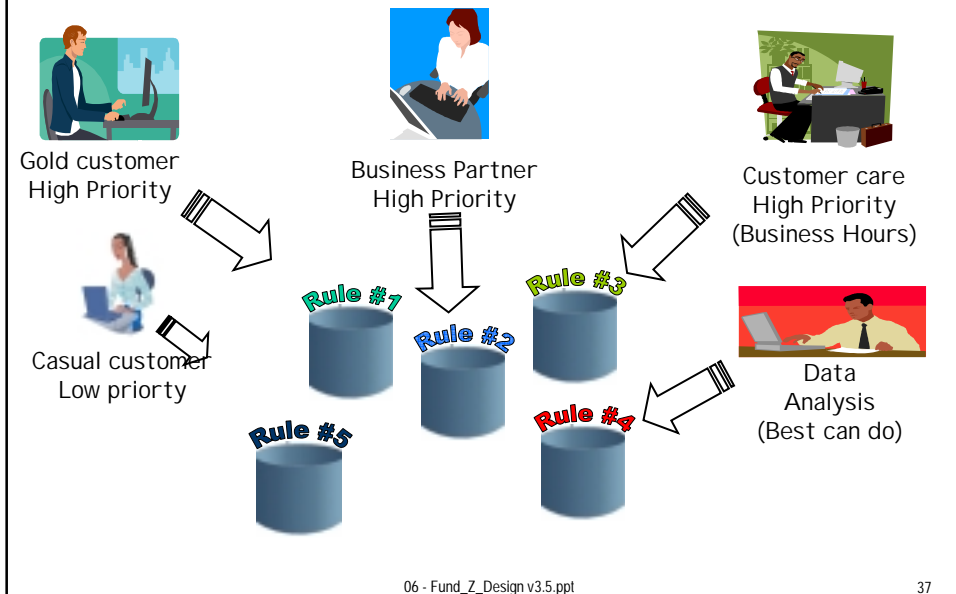 Gold customer
High Priority
Business Partner
High Priority
Customer care
High Priority
(Business Hours)
Rule #1
Rule #2
Rule #3
Casual customer
Low priorty
Data
Analysis
(Best can do)
Rule #4
Rule #5
06 - Fund_Z_Design v3.5.ppt
37